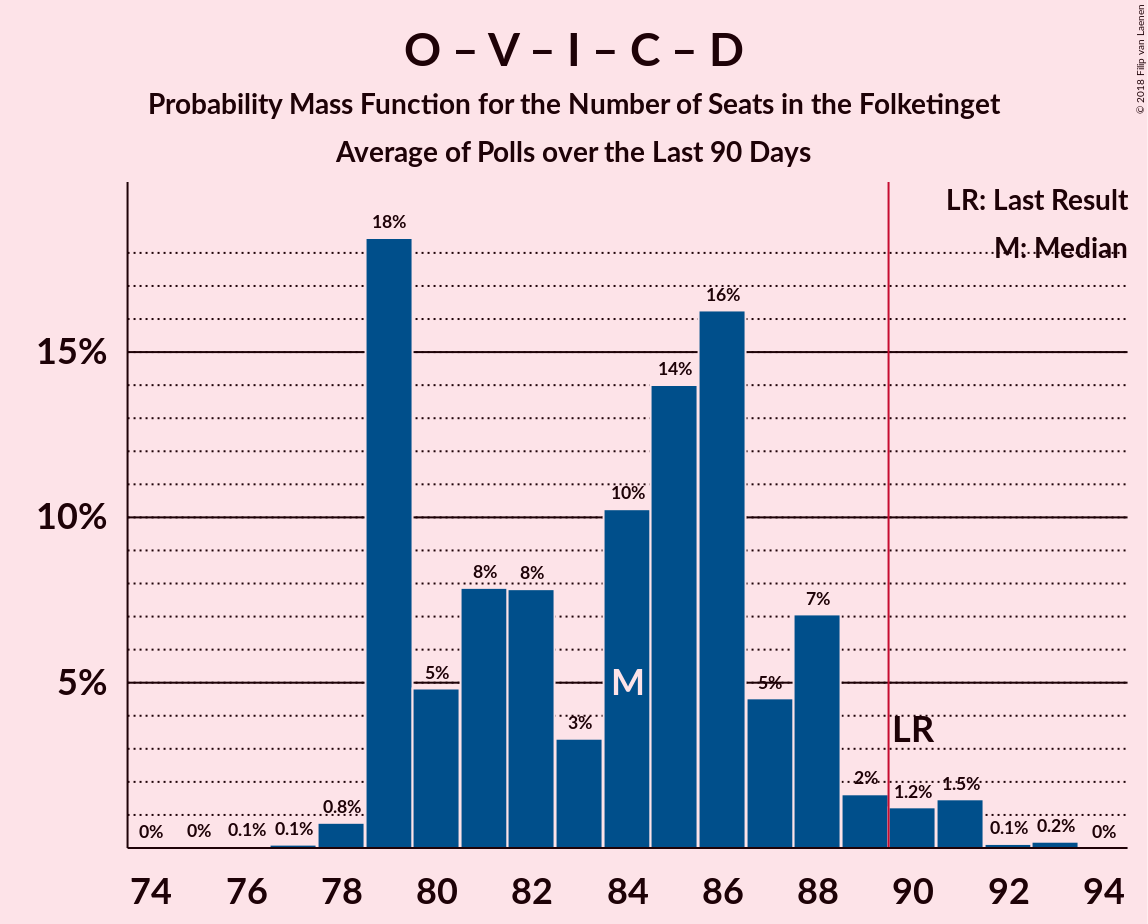 O – V – I – C – D
Probability Mass Function for the Number of Seats in the Folketinget
Average of Polls over the Last 90 Days
© 2018 Filip van Laenen
LR: Last Result
M: Median
18%
16%
15%
14%
10%
10%
8%
8%
7%
5%
5%
5%
M
3%
LR
2%
1.5%
1.2%
0.8%
0%
0%
0.1%
0.1%
0.1%
0.2%
0%
74 76 78 80 82 84 86 88 90 92 94